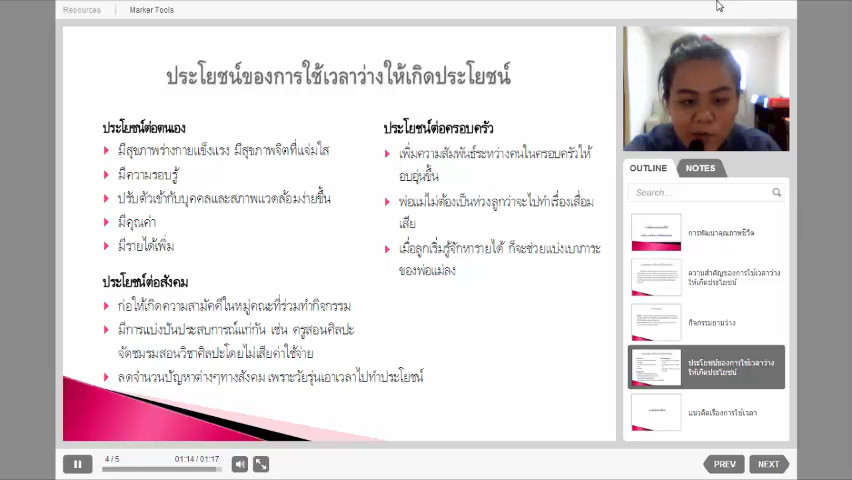 Resources
Marker Tools
ประโยชน์ของการใช้เวลาว่างให้เกิดประโยชน์
ประโยชน์ต่อตนเอง
มีสุขภาพร่างกายแข็งแรง มีสุขภาพจิตที่แจ่มใส
มีความรอบรู้
ปรับตัวเข้ากับบุคคลและสภาพแวดล้อมง่ายขึ้น
มีคุณค่า
มีรายได้เพิ่ม
ประโยชน์ต่อสังคม
ก่อให้เกิดความสามัคคีในหมู่คณะที่ร่วมทำกิจกรรม
มีการแบ่งปันประสบการณ์แก่กัน เช่น ครูสอนศิลปะ
จัดชมรมสอนวิชาศิลปะโดยไม่เสียค่าใช้จ่าย
ลดจำนวนปัญหาต่างๆทางสังคม เพราะวัยรุ่นเอาเวลาไปทำประโยชน์
ประโยชน์ต่อครอบครัว
เพิ่มความสัมพันธ์ระหว่างคนในครอบครัวให้
อบอุ่นขึ้น
พ่อแม่ไม่ต้องเป็นห่วงลูกว่าจะไปทำเรื่องเสื่อม
เสีย
เมื่อลูกเริ่มรู้จักหารายได้ ก็จะช่วยแบ่งเบาภาระ
ของพ่อแม่ลง
OUTLINE
NOTES
Search...
การพัฒนาคุณภาพชีวิต
ความสำคัญของการใช้เวลาว่าง
ให้เกิดประโยชน์
กิจกรรมยามว่าง
ประโยชน์ของการใช้เวลาว่าง
ให้เกิดประโยชน์
แนวคิดเรื่องการใช้เวลา
4 / 5
01:14 / 01:17
PREV
NEXT